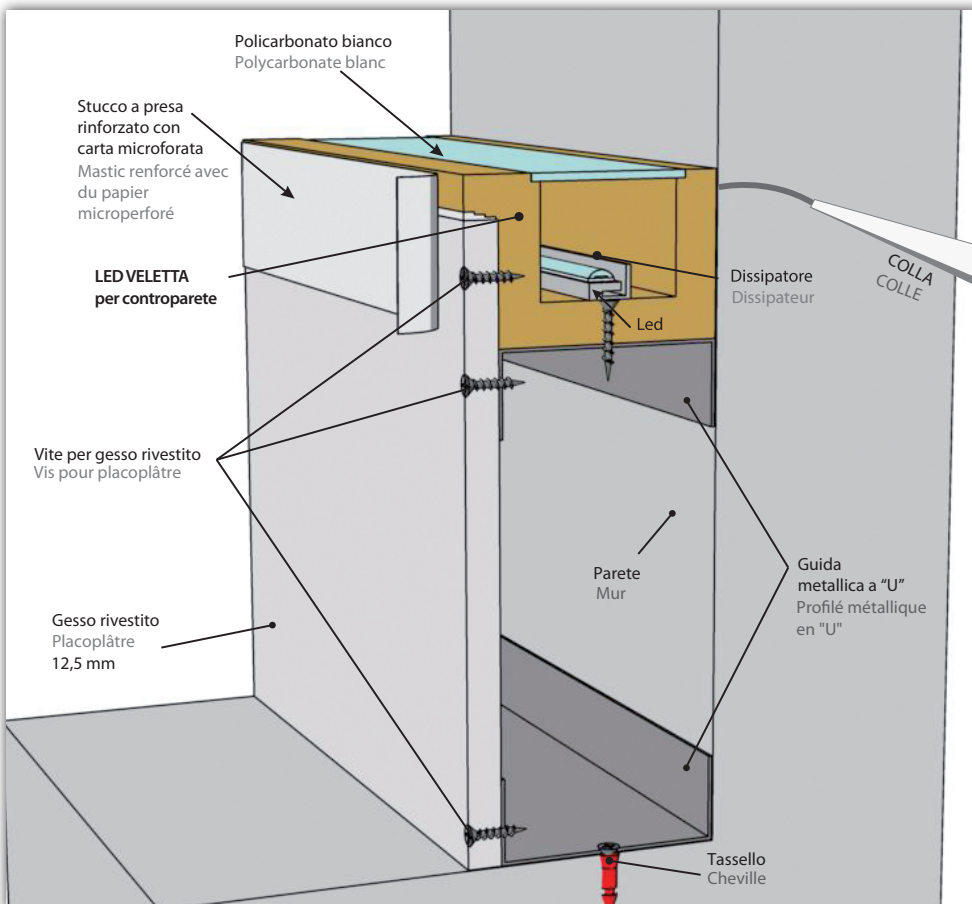 Policarbonato bianco
Polycarbonate blanc
Stucco a presa
rinforzato con
carta microforata
Mastic renforcé avec
du papier
microperforé
LED VELETTA
per controparete
COLLA
COLLE
Dissipatore
Dissipateur
Led
Vite per gesso rivestito
Vis pour placoplâtre
Parete
Mur
Guida
metallica a “U”
Profilé métallique
en "U"
Gesso rivestito
Placoplâtre
12,5 mm
Tassello
Cheville